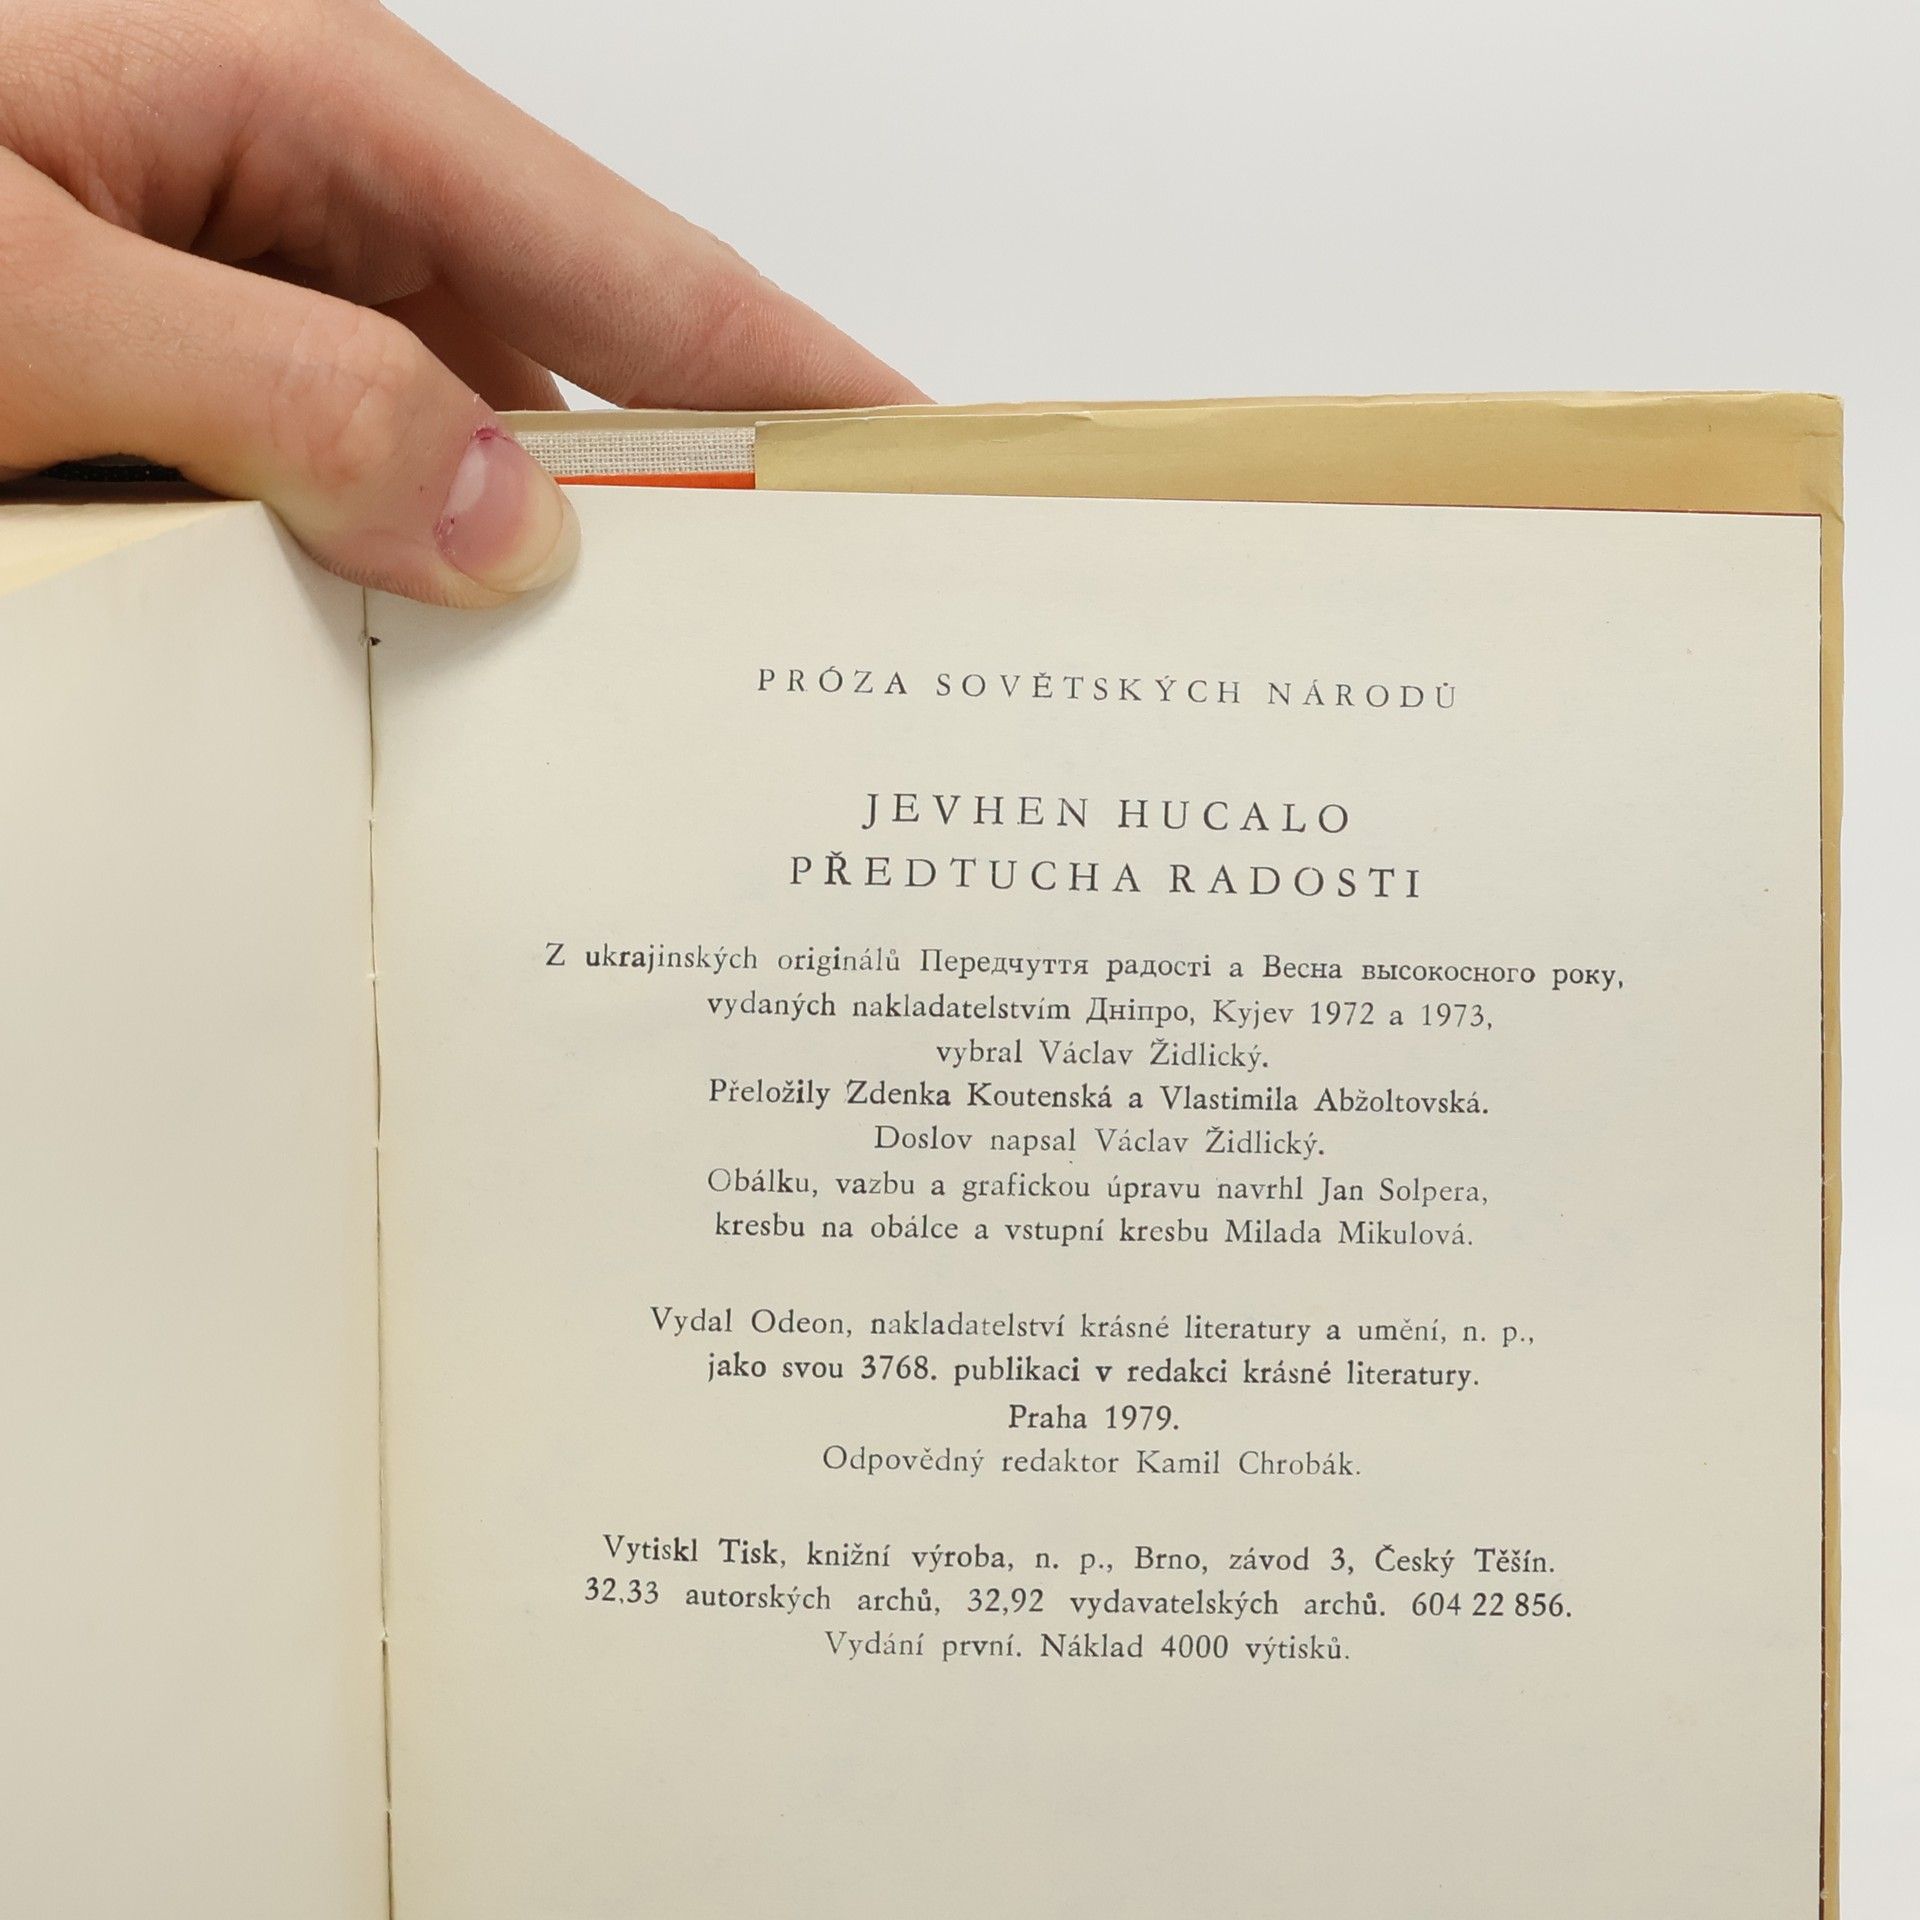 PRÓZA SOVĚTSKÝCH NÁRODŮ
JEVHEN HUCALO
PŘEDTUCHA RADOSTI
Z ukrajinských originálů Передчуття радості a Весна высокосного року,
vydaných nakladatelstvím Дніпро, Kyjev 1972 a 1973,
vybral Václav Židlický.
Přeložily Zdenka Koutenská a Vlastimila Abžoltovská.
Doslov napsal Václav Židlický.
Obálku, vazbu a grafickou úpravu navrhl Jan Solpera,
kresbu na obálce a vstupní kresbu Milada Mikulová.
Vydal Odeon, nakladatelství krásné literatury a umění, n. p.,
jako svou 3768. publikaci v redakci krásné literatury.
Praha 1979.
Odpovědný redaktor Kamil Chrobák.
Vytiskl Tisk, knižní výroba, n. p., Brno, závod 3, Český Těšín.
32,33 autorských archů, 32,92 vydavatelských archů. 604 22 856.
Vydání první. Náklad 4000 výtisků.